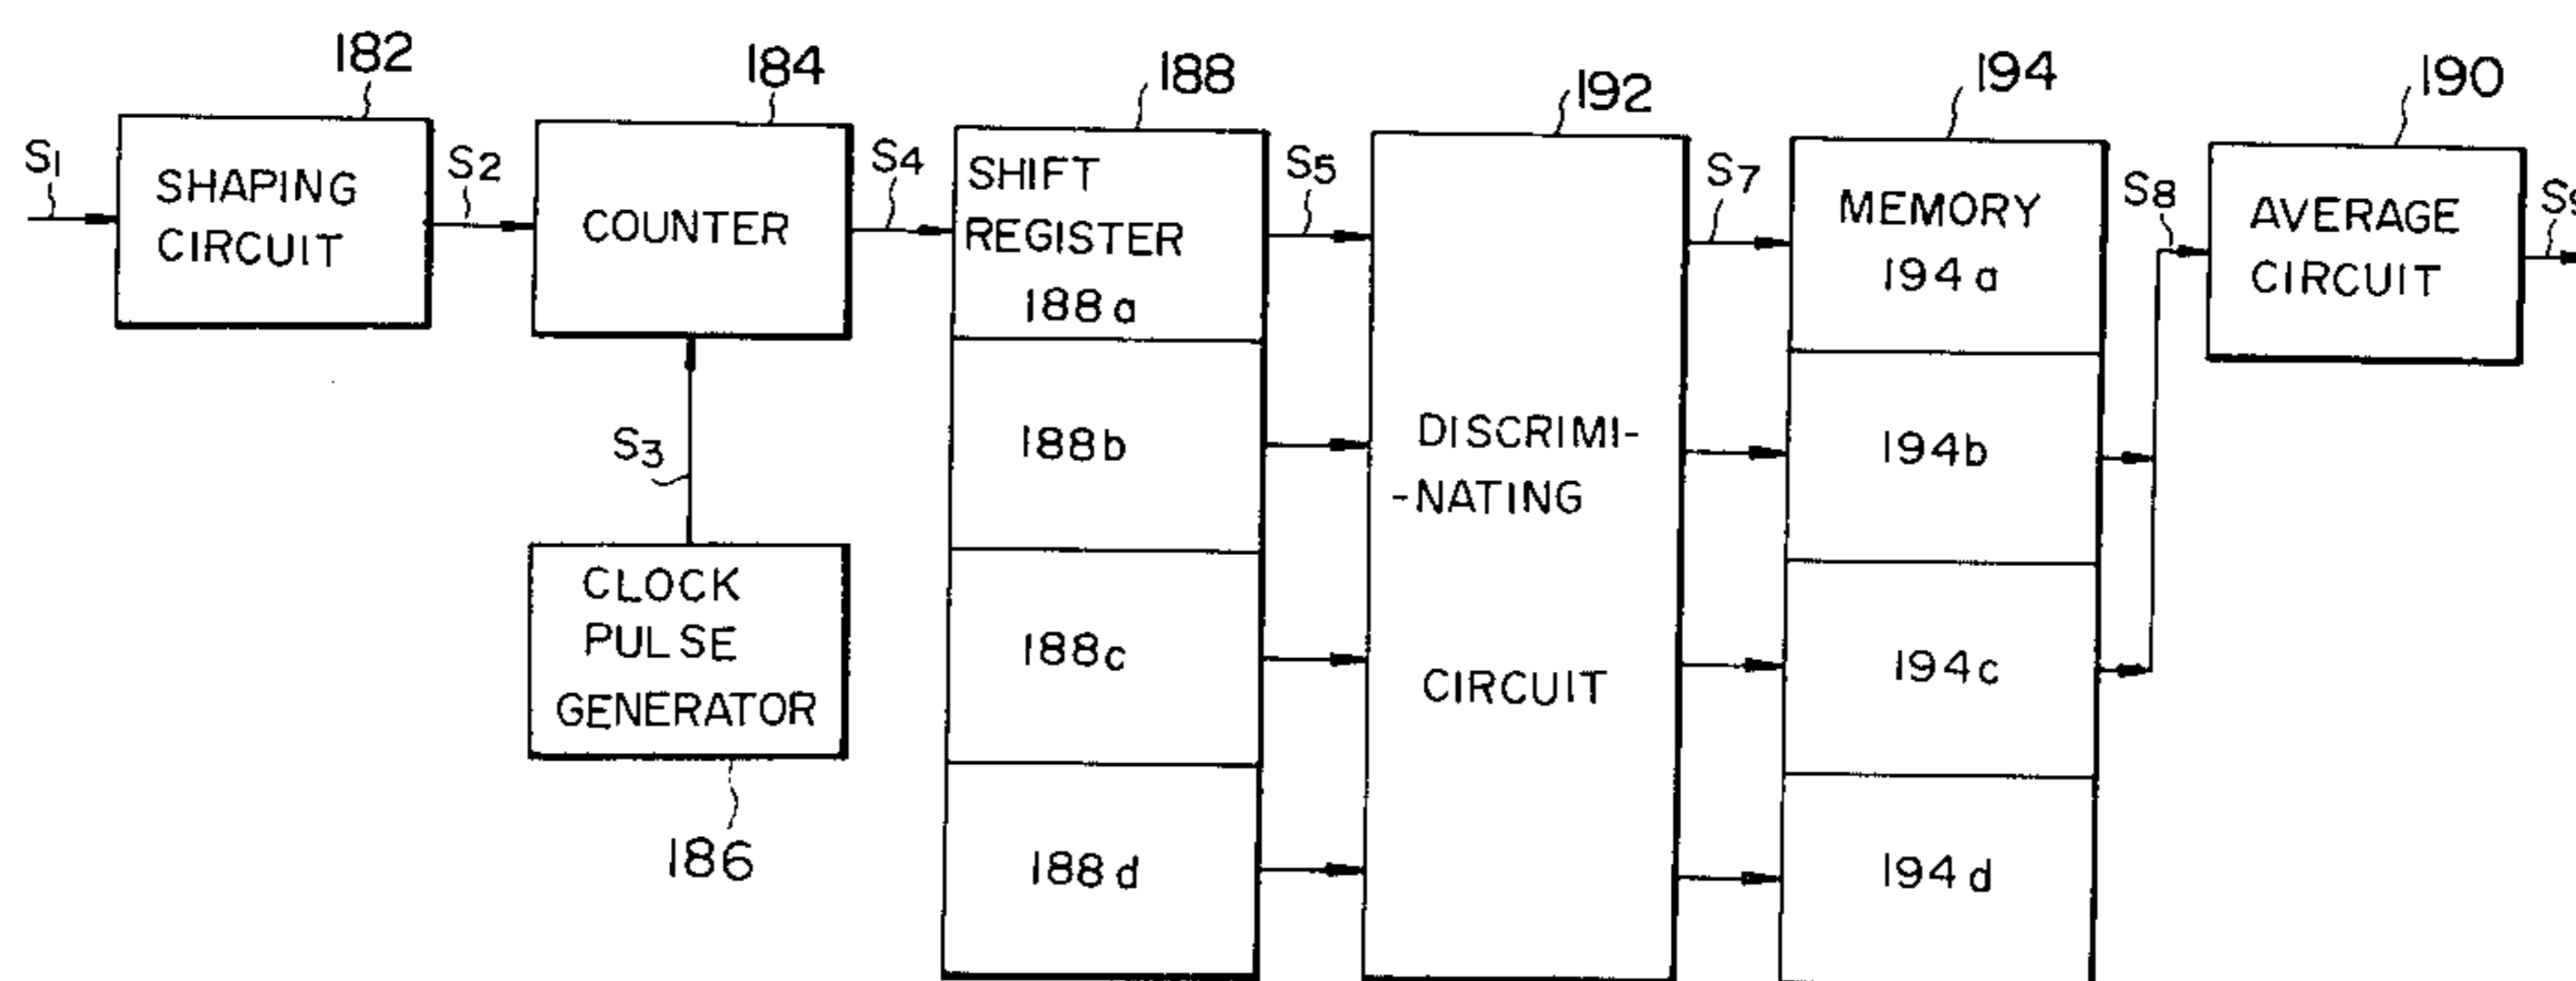 182
184
188
192
194
190
S1
SHAPING
CIRCUIT
S2
COUNTER
S4
SHIFT
REGISTER
188a
S5
S7
MEMORY
194a
S8
AVERAGE
CIRCUIT
S9
S3
188b
DISCRIMI-
-NATING
CIRCUIT
194b
CLOCK
PULSE
GENERATOR
188c
194c
186
188d
194d